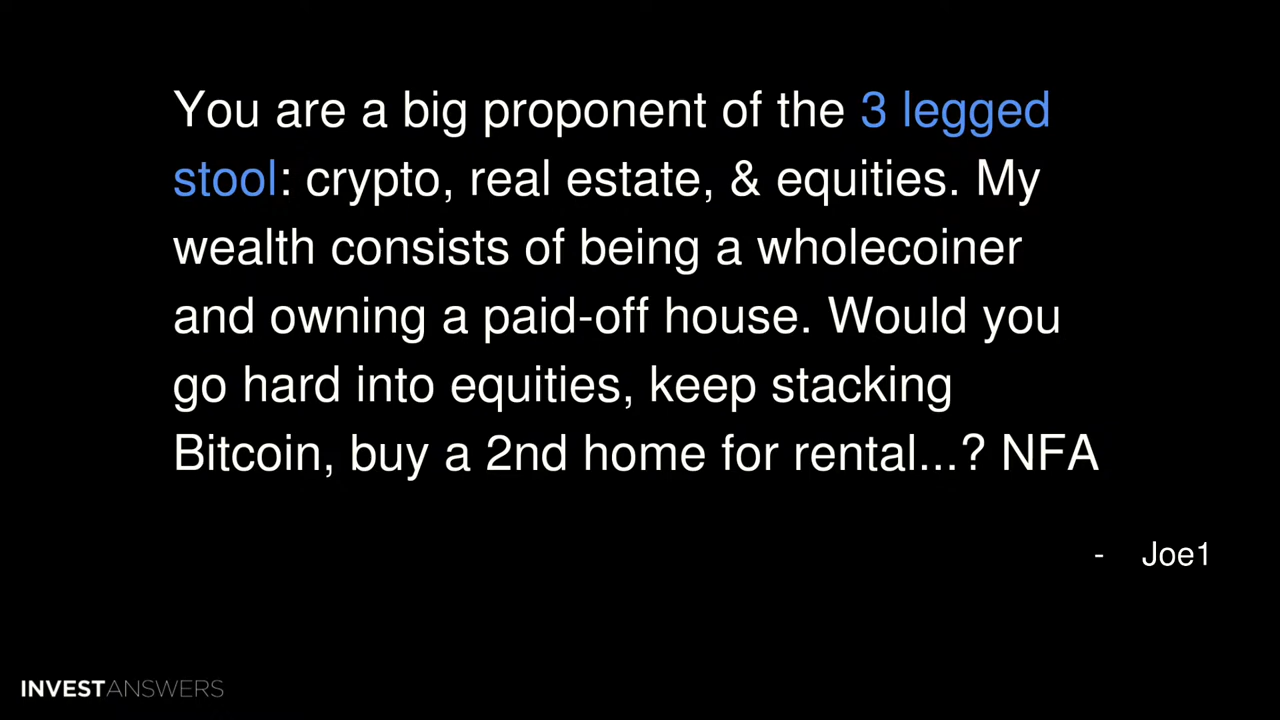 You are a big proponent of the 3 legged
stool: crypto, real estate, & equities. My
wealth consists of being a wholecoiner
and owning a paid-off house. Would you
go hard into equities, keep stacking
Bitcoin, buy a 2nd home for rental...? NFA
- Joe1
INVESTANSWERS